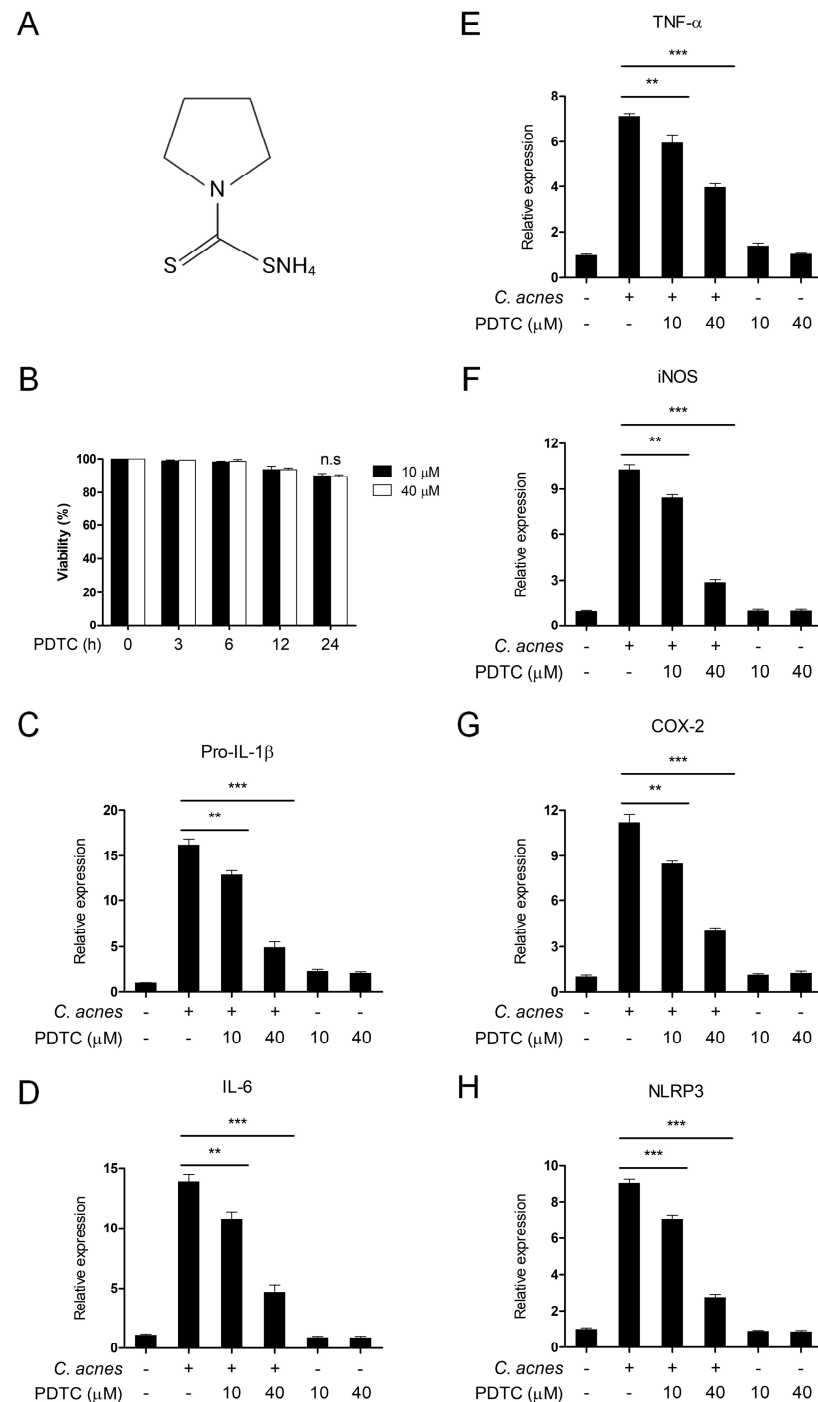 A
N
S
SNH4
B
n.s
10 μM
40 μM
Viability (%)
100
80
60
40
20
0
PDTC (h)
0 3 6 12 24
C
Pro-IL-1β
***
**
Relative expression
20
15
10
5
0
C. acnes - + + + - -
PDTC (μM) - - 10 40 10 40
D
IL-6
***
**
Relative expression
15
10
5
0
C. acnes - + + + - -
PDTC (μM) - - 10 40 10 40
E
TNF-α
***
**
Relative expression
8
6
4
2
0
C. acnes - + + + - -
PDTC (μM) - - 10 40 10 40
F
iNOS
***
**
Relative expression
12
9
6
3
0
C. acnes - + + + - -
PDTC (μM) - - 10 40 10 40
G
COX-2
***
**
Relative expression
12
9
6
3
0
C. acnes - + + + - -
PDTC (μM) - - 10 40 10 40
H
NLRP3
***
***
Relative expression
10
8
6
4
2
0
C. acnes - + + + - -
PDTC (μM) - - 10 40 10 40